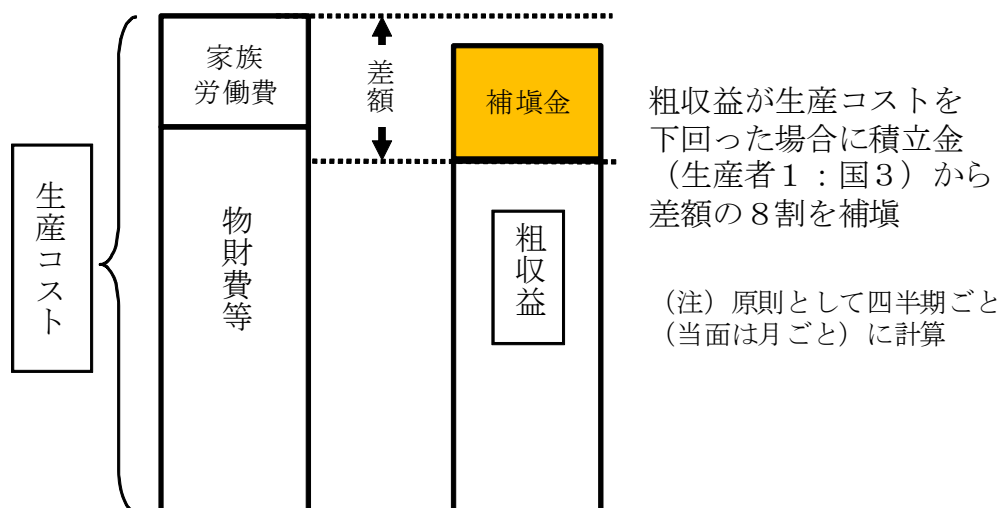 生産コスト
家族
労働費
物財費等
差額
補塡金
粗収益
粗収益が生産コストを
下回った場合に積立金
（生産者１：国３）から
差額の８割を補塡
（注）原則として四半期ごと
（当面は月ごと）に計算